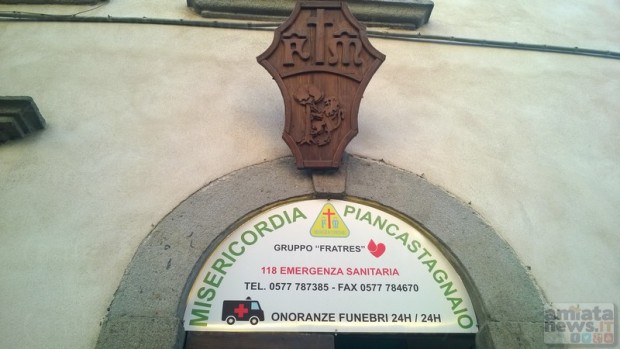 F M
MISERICORDIA PIANCASTAGNAIO
GRUPPO "FRATRES"
118 EMERGENZA SANITARIA
TEL. 0577 787385 - FAX 0577 784670
ONORANZE FUNEBRI 24H / 24H
amiata
news.IT